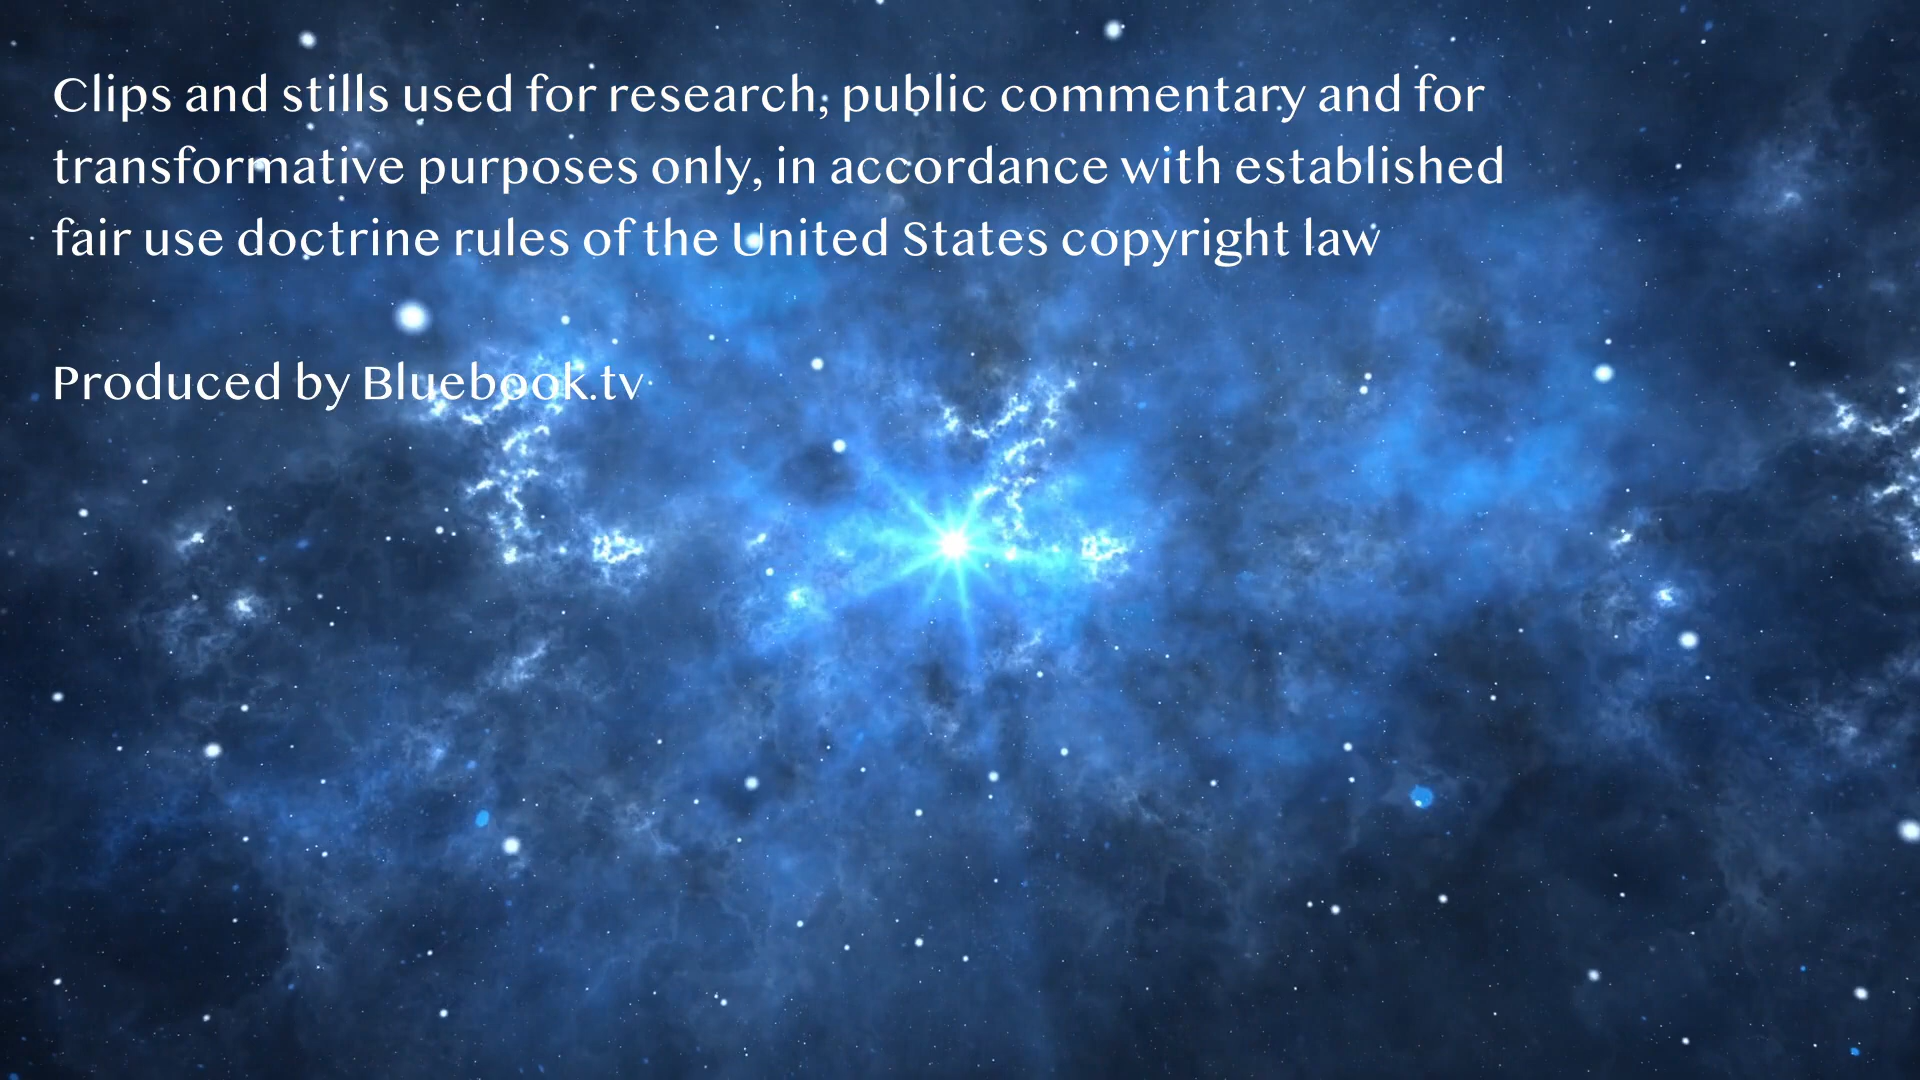 Clips and stills used for research, public commentary and for
transformative purposes only, in accordance with established
fair use doctrine rules of the United States copyright law
Produced by Bluebook.tv